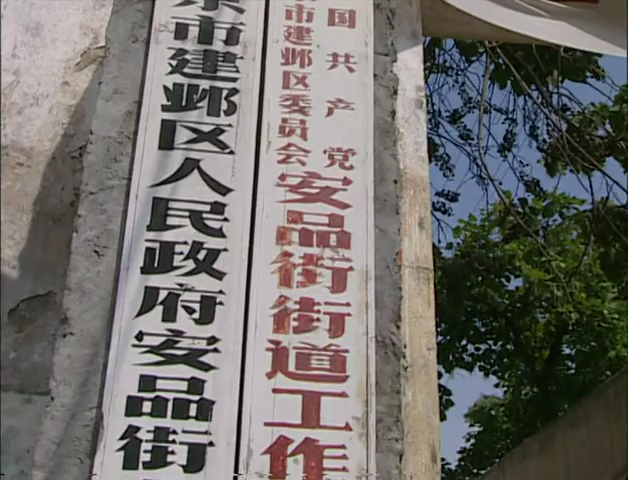 国共产党
市建邺区委员会
安品街街道工作
京市建邺区人民政府安品街